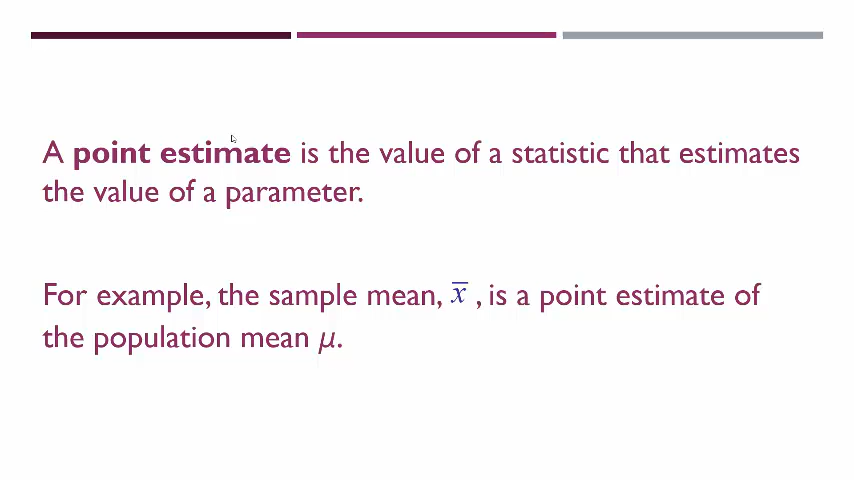 A point estimate is the value of a statistic that estimates
the value of a parameter.
For example, the sample mean, x̅ , is a point estimate of
the population mean μ.